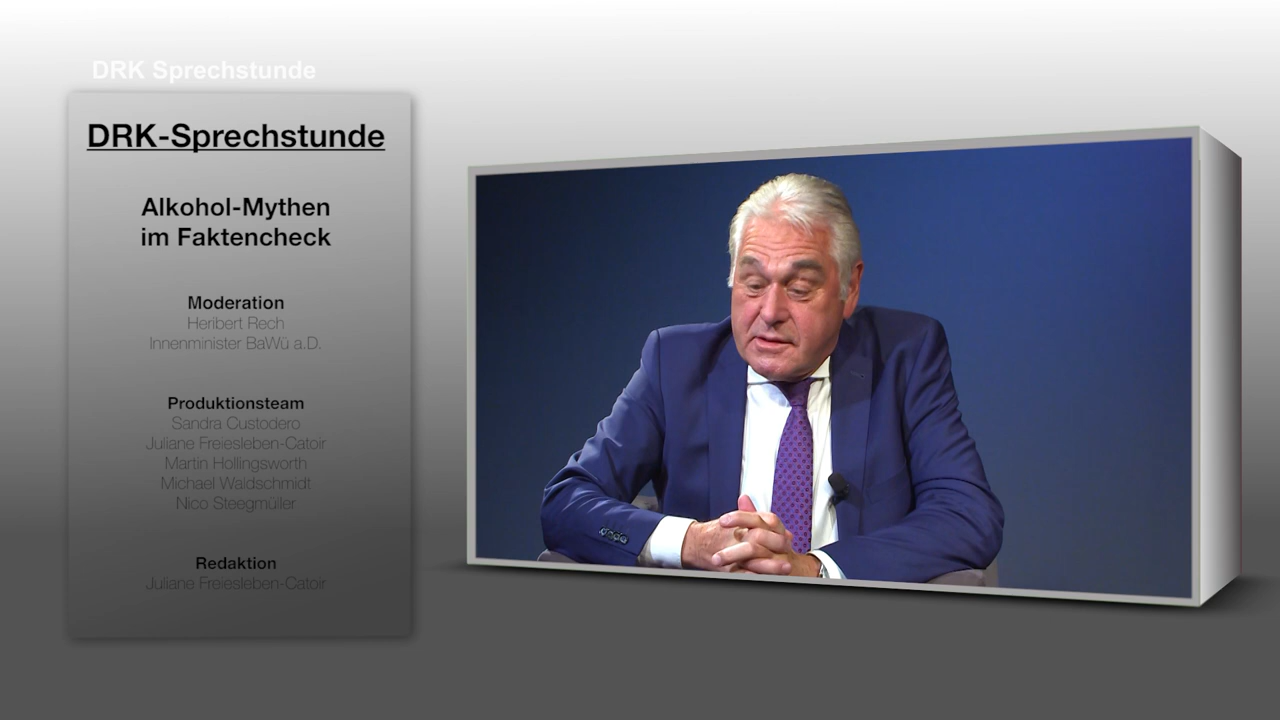 DRK Sprechstunde
DRK-Sprechstunde
Alkohol-Mythen
im Faktencheck
Moderation
Heribert Rech
Innenminister BaWü a.D.
Produktionsteam
Sandra Custodero
Juliane Freiesleben-Catoir
Martin Hollingsworth
Michael Waldschmidt
Nico Steegmüller
Redaktion
Juliane Freiesleben-Catoir